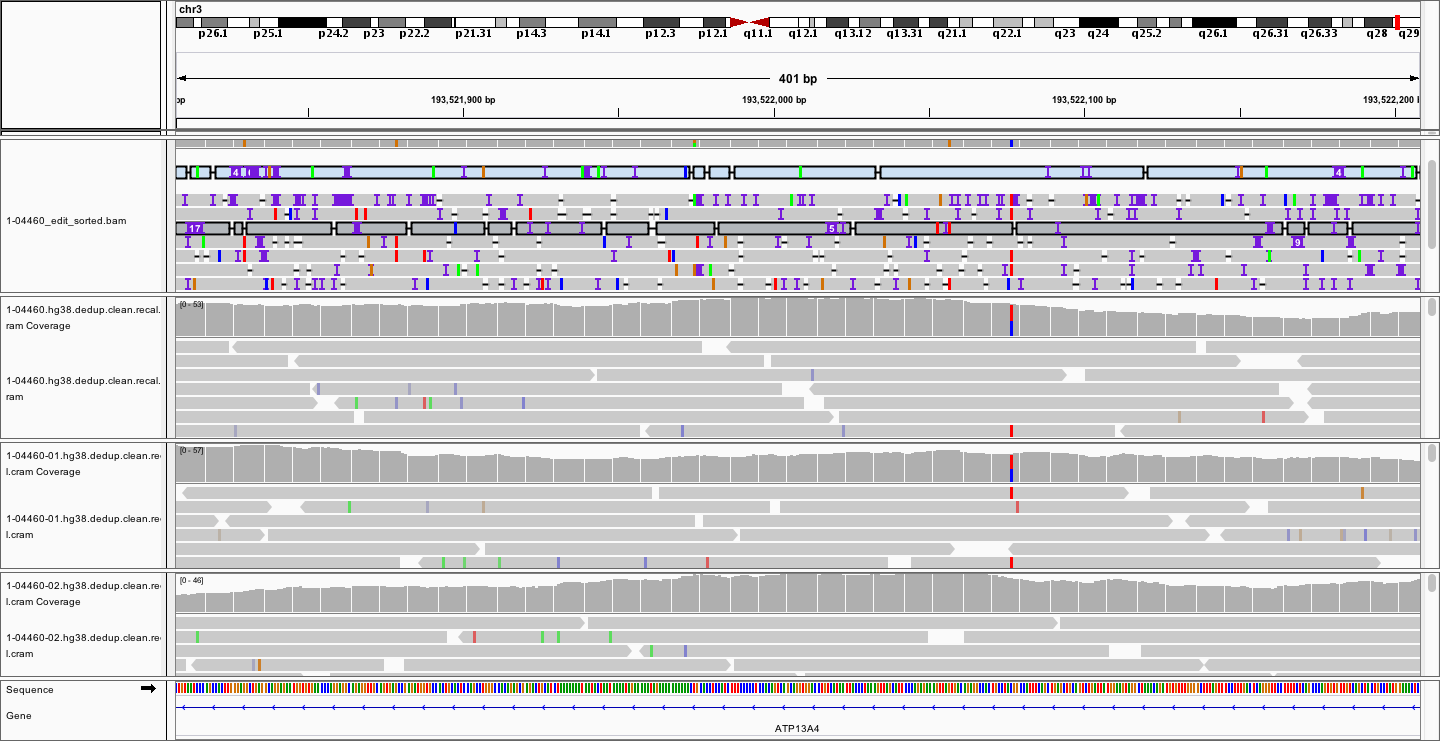 chr3
p26.1 p25.1 p24.2 p23 p22.2 p21.31 p14.3 p14.1 p12.3 p12.1 q11.1 q12.1 q13.12 q13.31 q21.1 q22.1 q23 q24 q25.2 q26.1 q26.31 q26.33 q28 q29
401 bp
bp 193,521,900 bp 193,522,000 bp 193,522,100 bp 193,522,200 l
4 4
1-04460_edit_sorted.bam
17 5
9
[0 - 53]
1-04460.hg38.dedup.clean.recal.
ram Coverage
1-04460.hg38.dedup.clean.recal.
ram
[0 - 57]
1-04460-01.hg38.dedup.clean.re
l.cram Coverage
1-04460-01.hg38.dedup.clean.re
l.cram
[0 - 46]
1-04460-02.hg38.dedup.clean.re
l.cram Coverage
1-04460-02.hg38.dedup.clean.re
l.cram
Sequence
Gene
ATP13A4